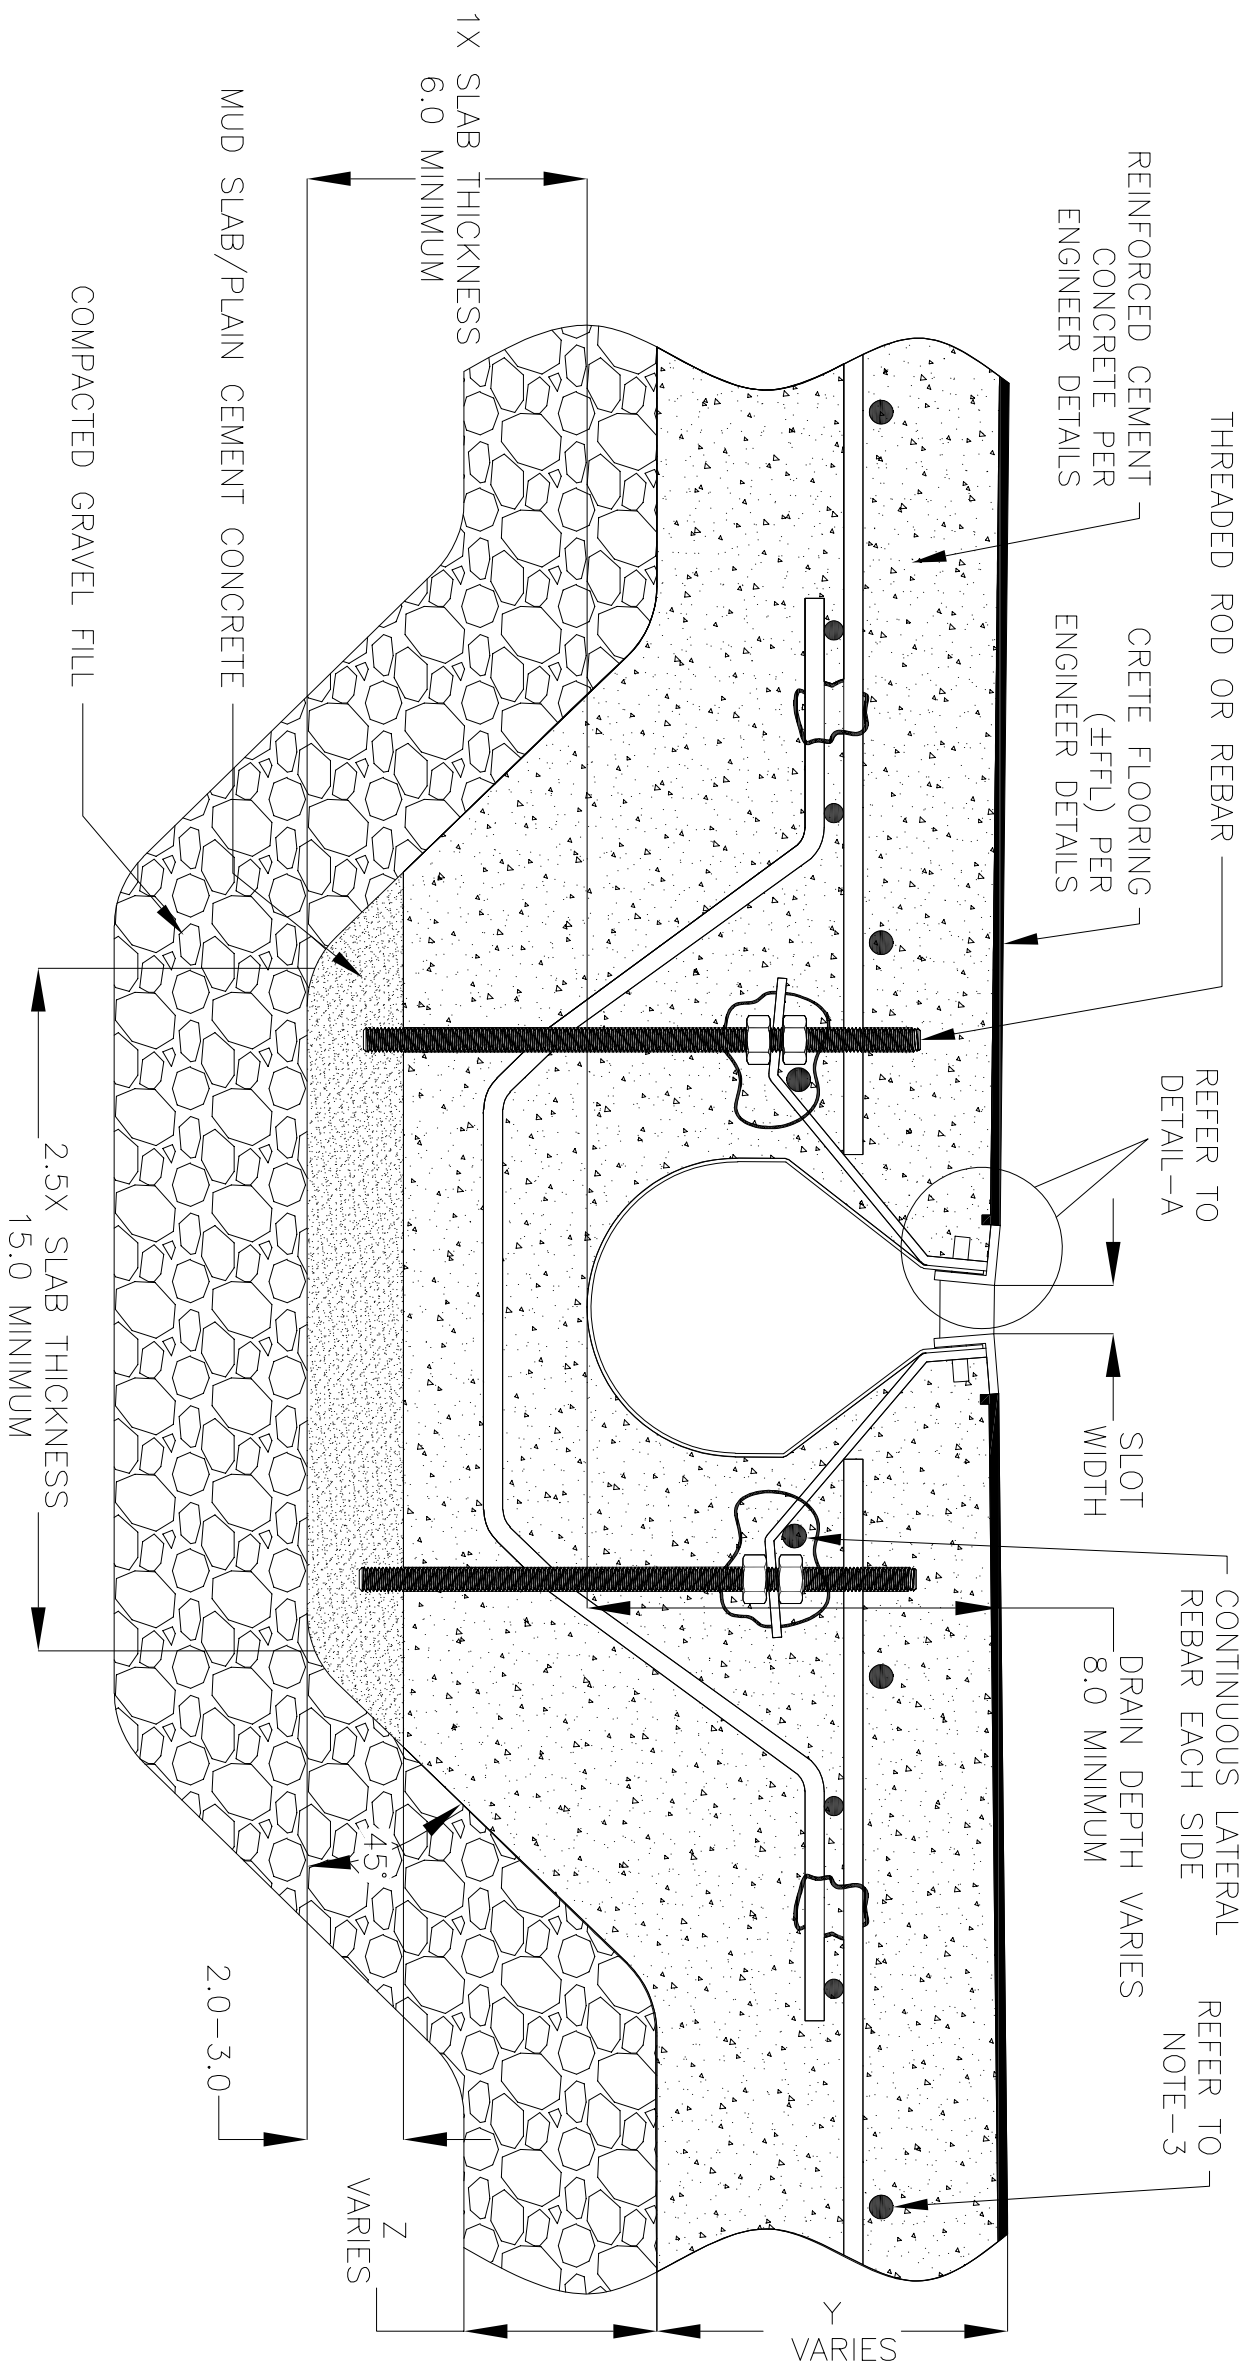 THREADED ROD OR REBAR
REINFORCED CEMENT
CONCRETE PER
ENGINEER DETAILS
CRETE FLOORING
(±FFL) PER
ENGINEER DETAILS
REFER TO
DETAIL-A
SLOT
WIDTH
CONTINUOUS LATERAL
REBAR EACH SIDE
DRAIN DEPTH VARIES
8.0 MINIMUM
REFER TO
NOTE-3
Y
VARIES
Z
VARIES
1X SLAB THICKNESS
6.0 MINIMUM
45°
2.0-3.0
MUD SLAB/PLAIN CEMENT CONCRETE
COMPACTED GRAVEL FILL
2.5X SLAB THICKNESS
15.0 MINIMUM